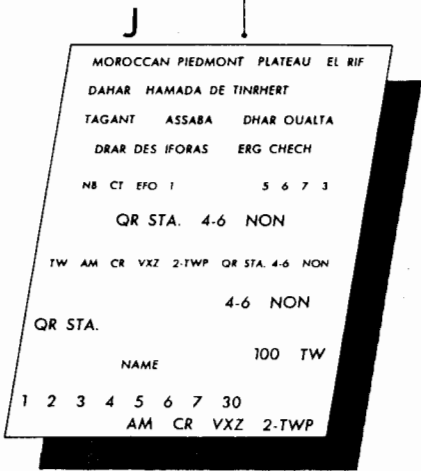 J
MOROCCAN PIEDMONT PLATEAU EL RIF
DAHAR HAMADA DE TINRHERT
TAGANT ASSABA DHAR OUALTA
DRAR DES IFORAS ERG CHECH
NB CT EFO 1 5 6 7 3
QR STA. 4-6 NON
TW AM CR VXZ 2-TWP QR STA. 4-6 NON
4-6 NON
QR STA.
100 TW
NAME
1 2 3 4 5 6 7 30
AM CR VXZ 2-TWP